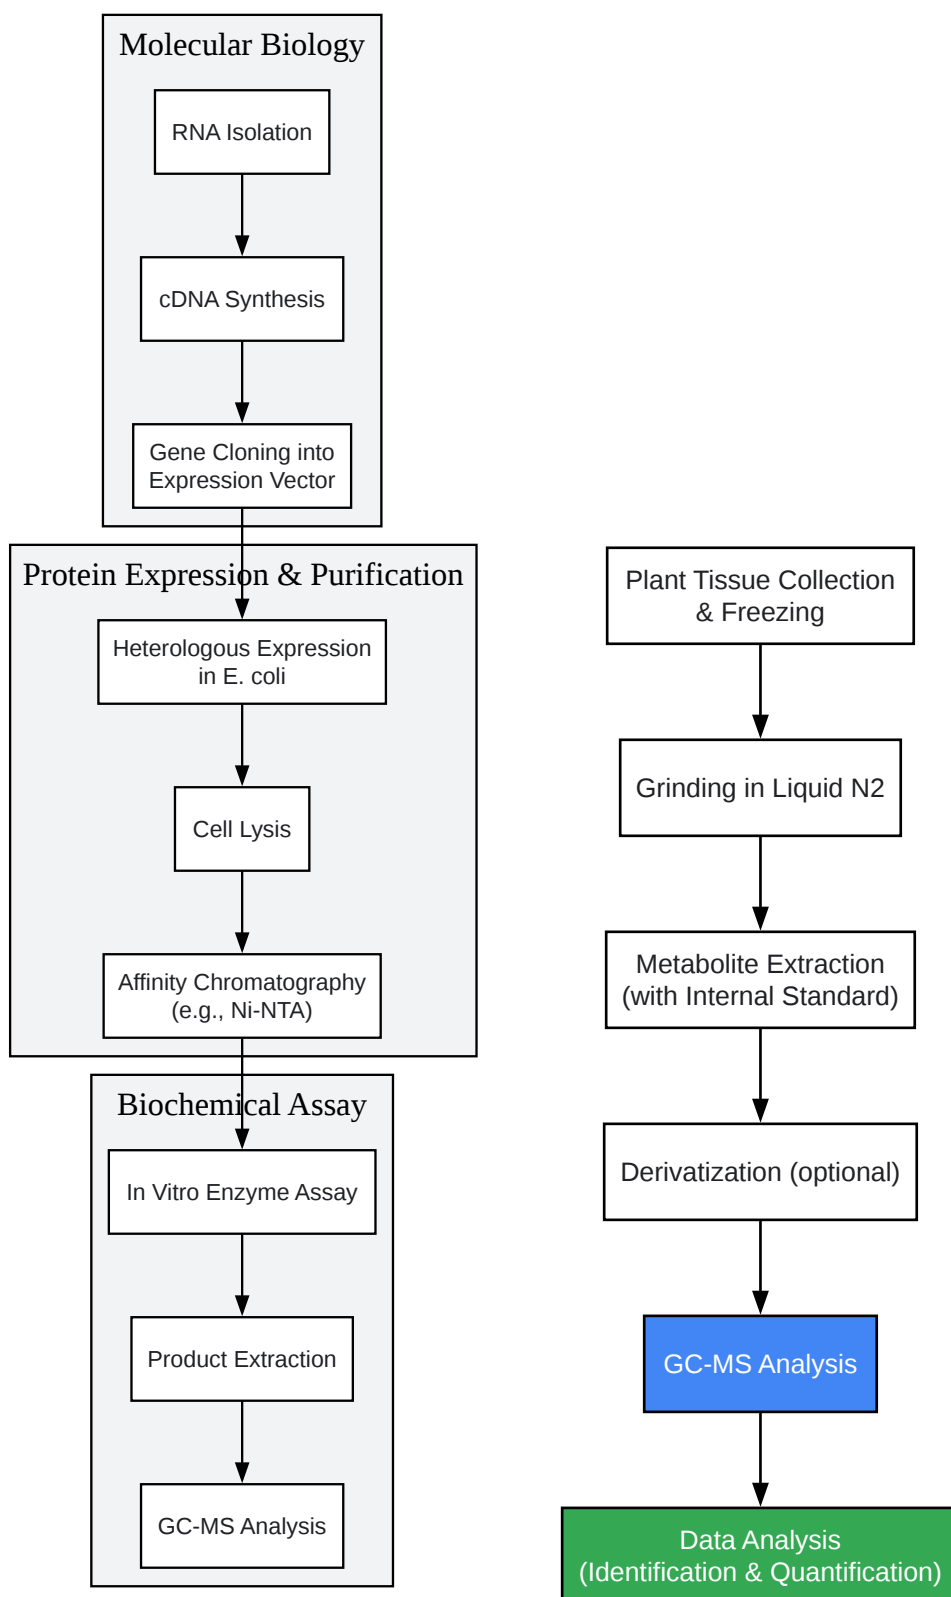 Molecular Biology
RNA Isolation
cDNA Synthesis
Gene Cloning into
Expression Vector
Protein Expression & Purification
Heterologous Expression
in E. coli
Cell Lysis
Affinity Chromatography
(e.g., Ni-NTA)
Biochemical Assay
In Vitro Enzyme Assay
Product Extraction
GC-MS Analysis
Plant Tissue Collection
& Freezing
Grinding in Liquid N2
Metabolite Extraction
(with Internal Standard)
Derivatization (optional)
GC-MS Analysis
Data Analysis
(Identification & Quantification)